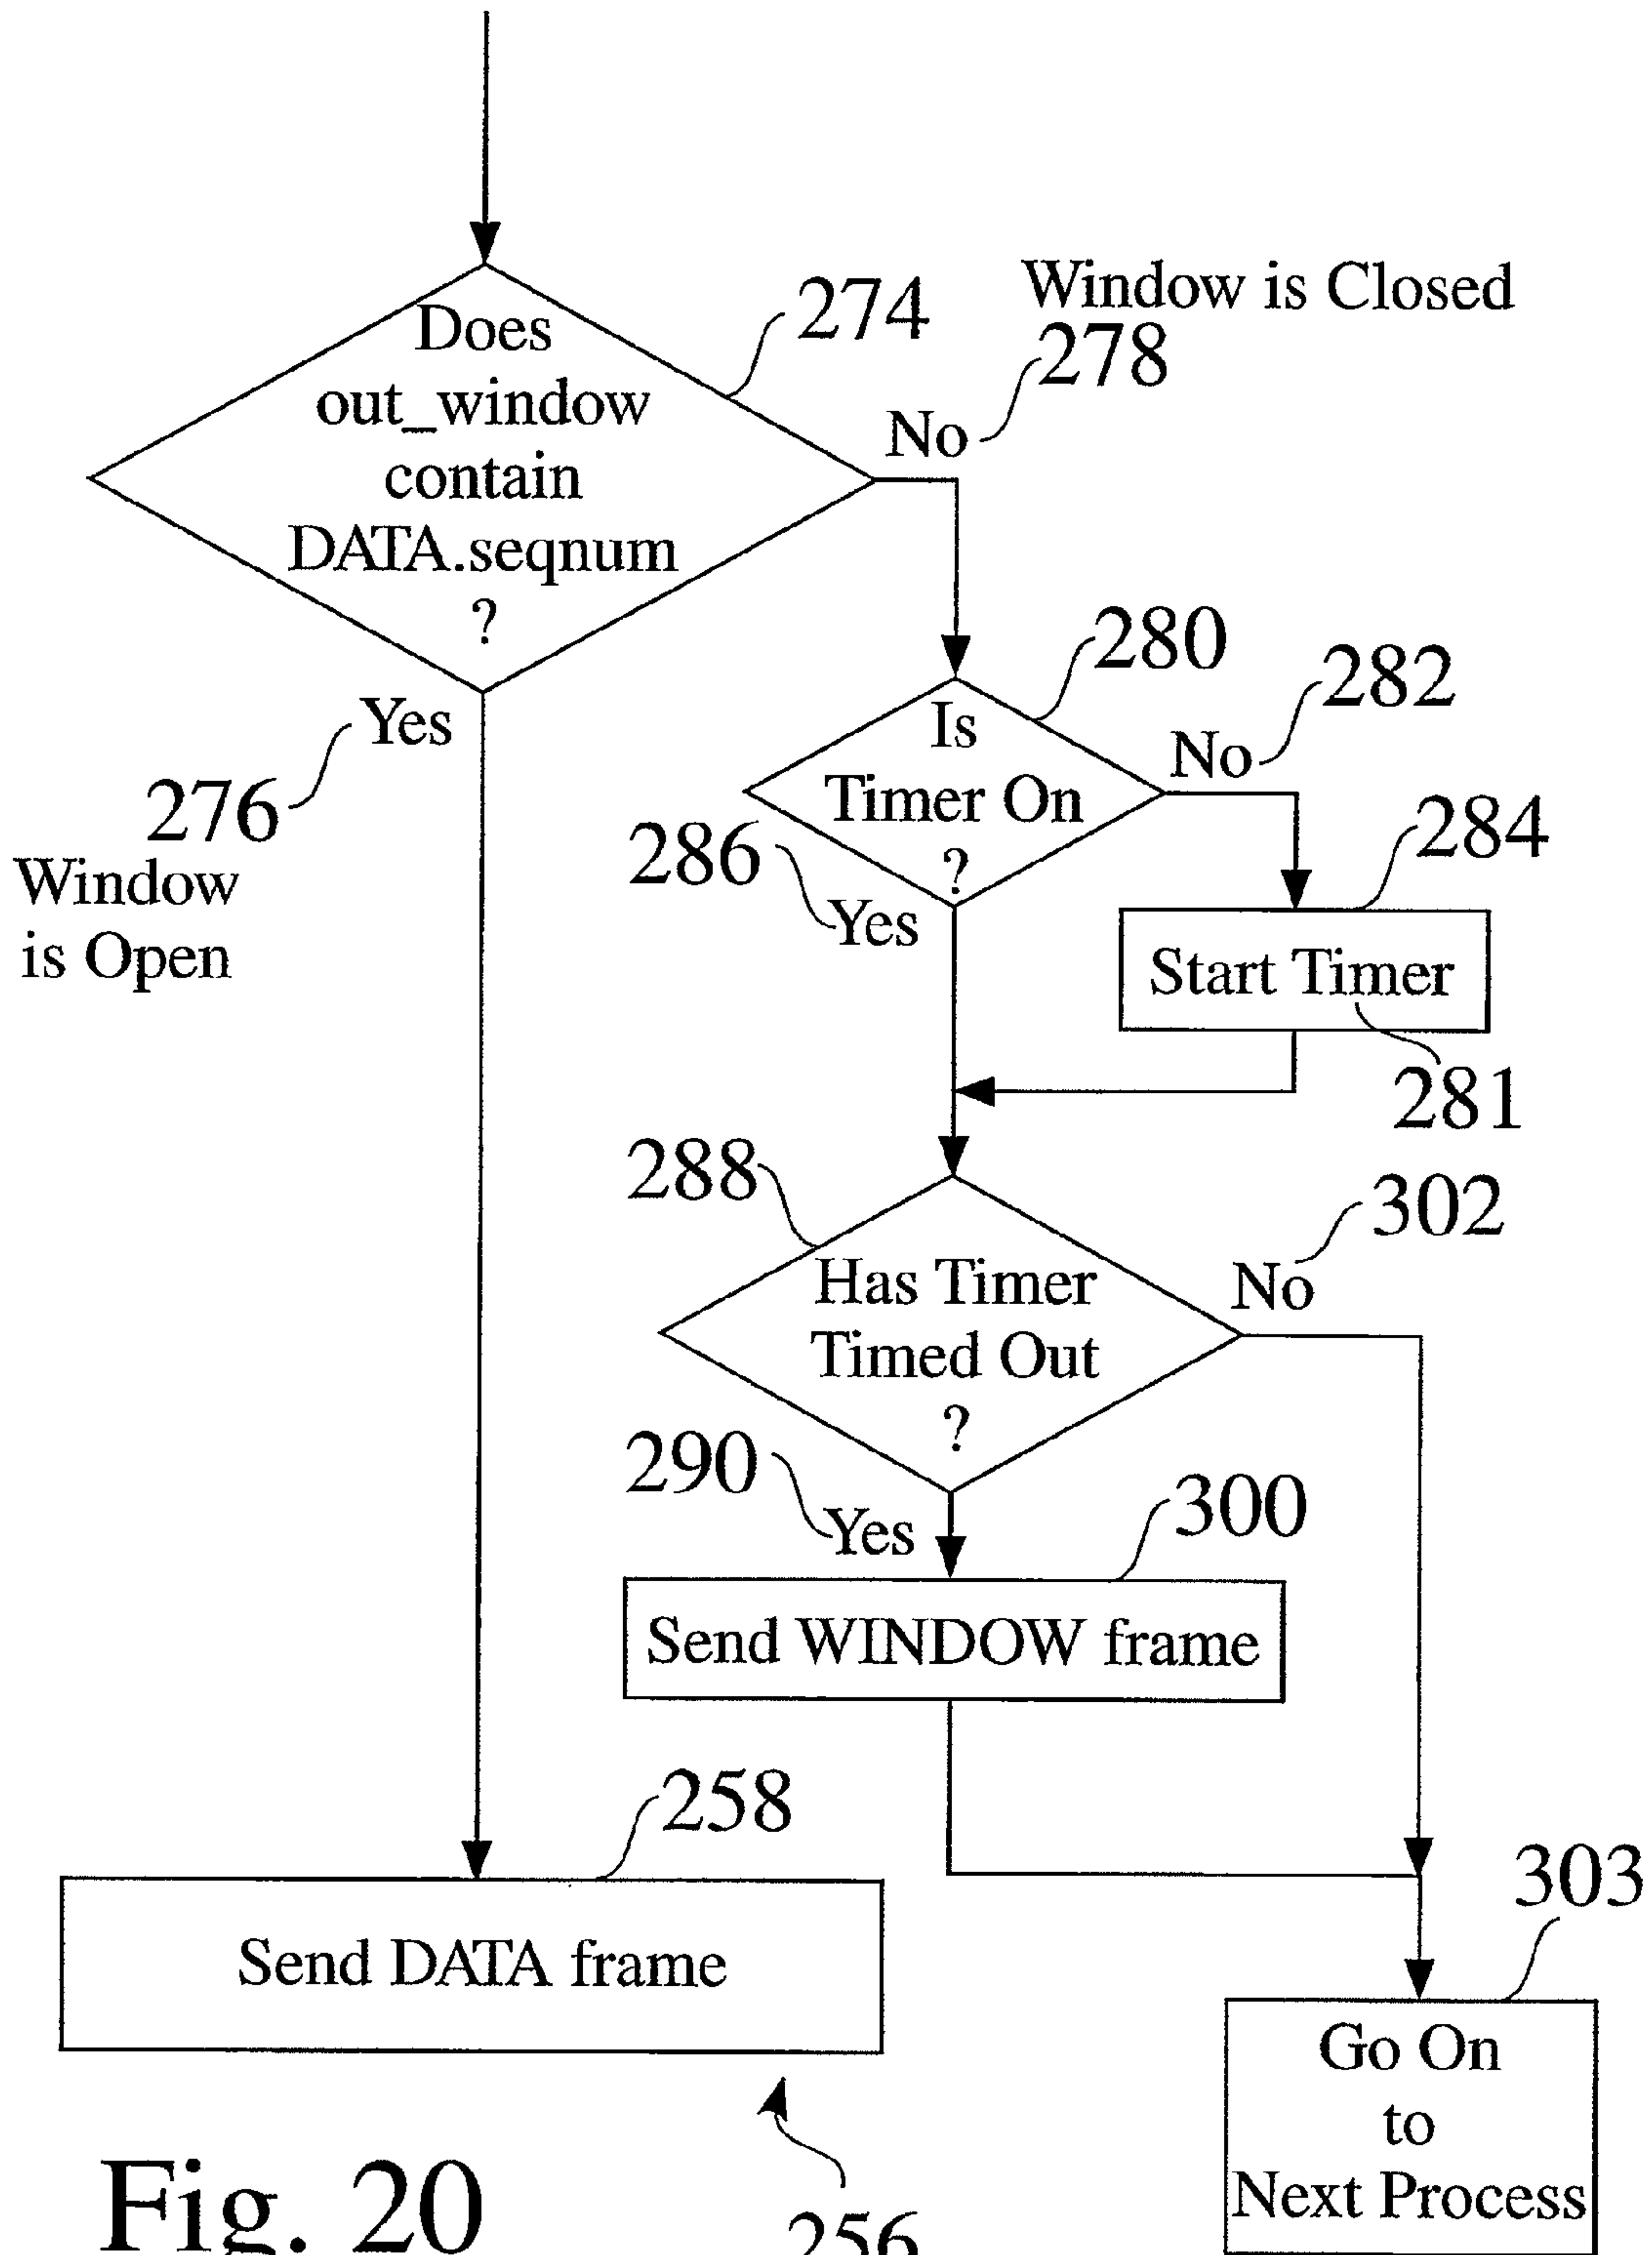 Does
out_window
contain
DATA.seqnum
?
274
Window is Closed
278
No
Yes
276
Window
is Open
280
Is
Timer On
?
No
282
286
Yes
284
Start Timer
281
288
Has Timer
Timed Out
?
302
No
290
Yes
300
Send WINDOW frame
258
Send DATA frame
303
Go On
to
Next Process
Fig. 20
256